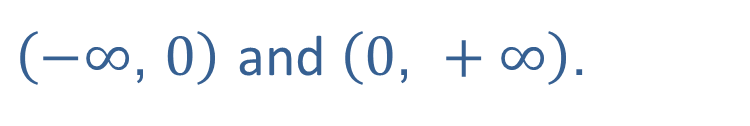 (−∞, 0) and (0, + ∞).